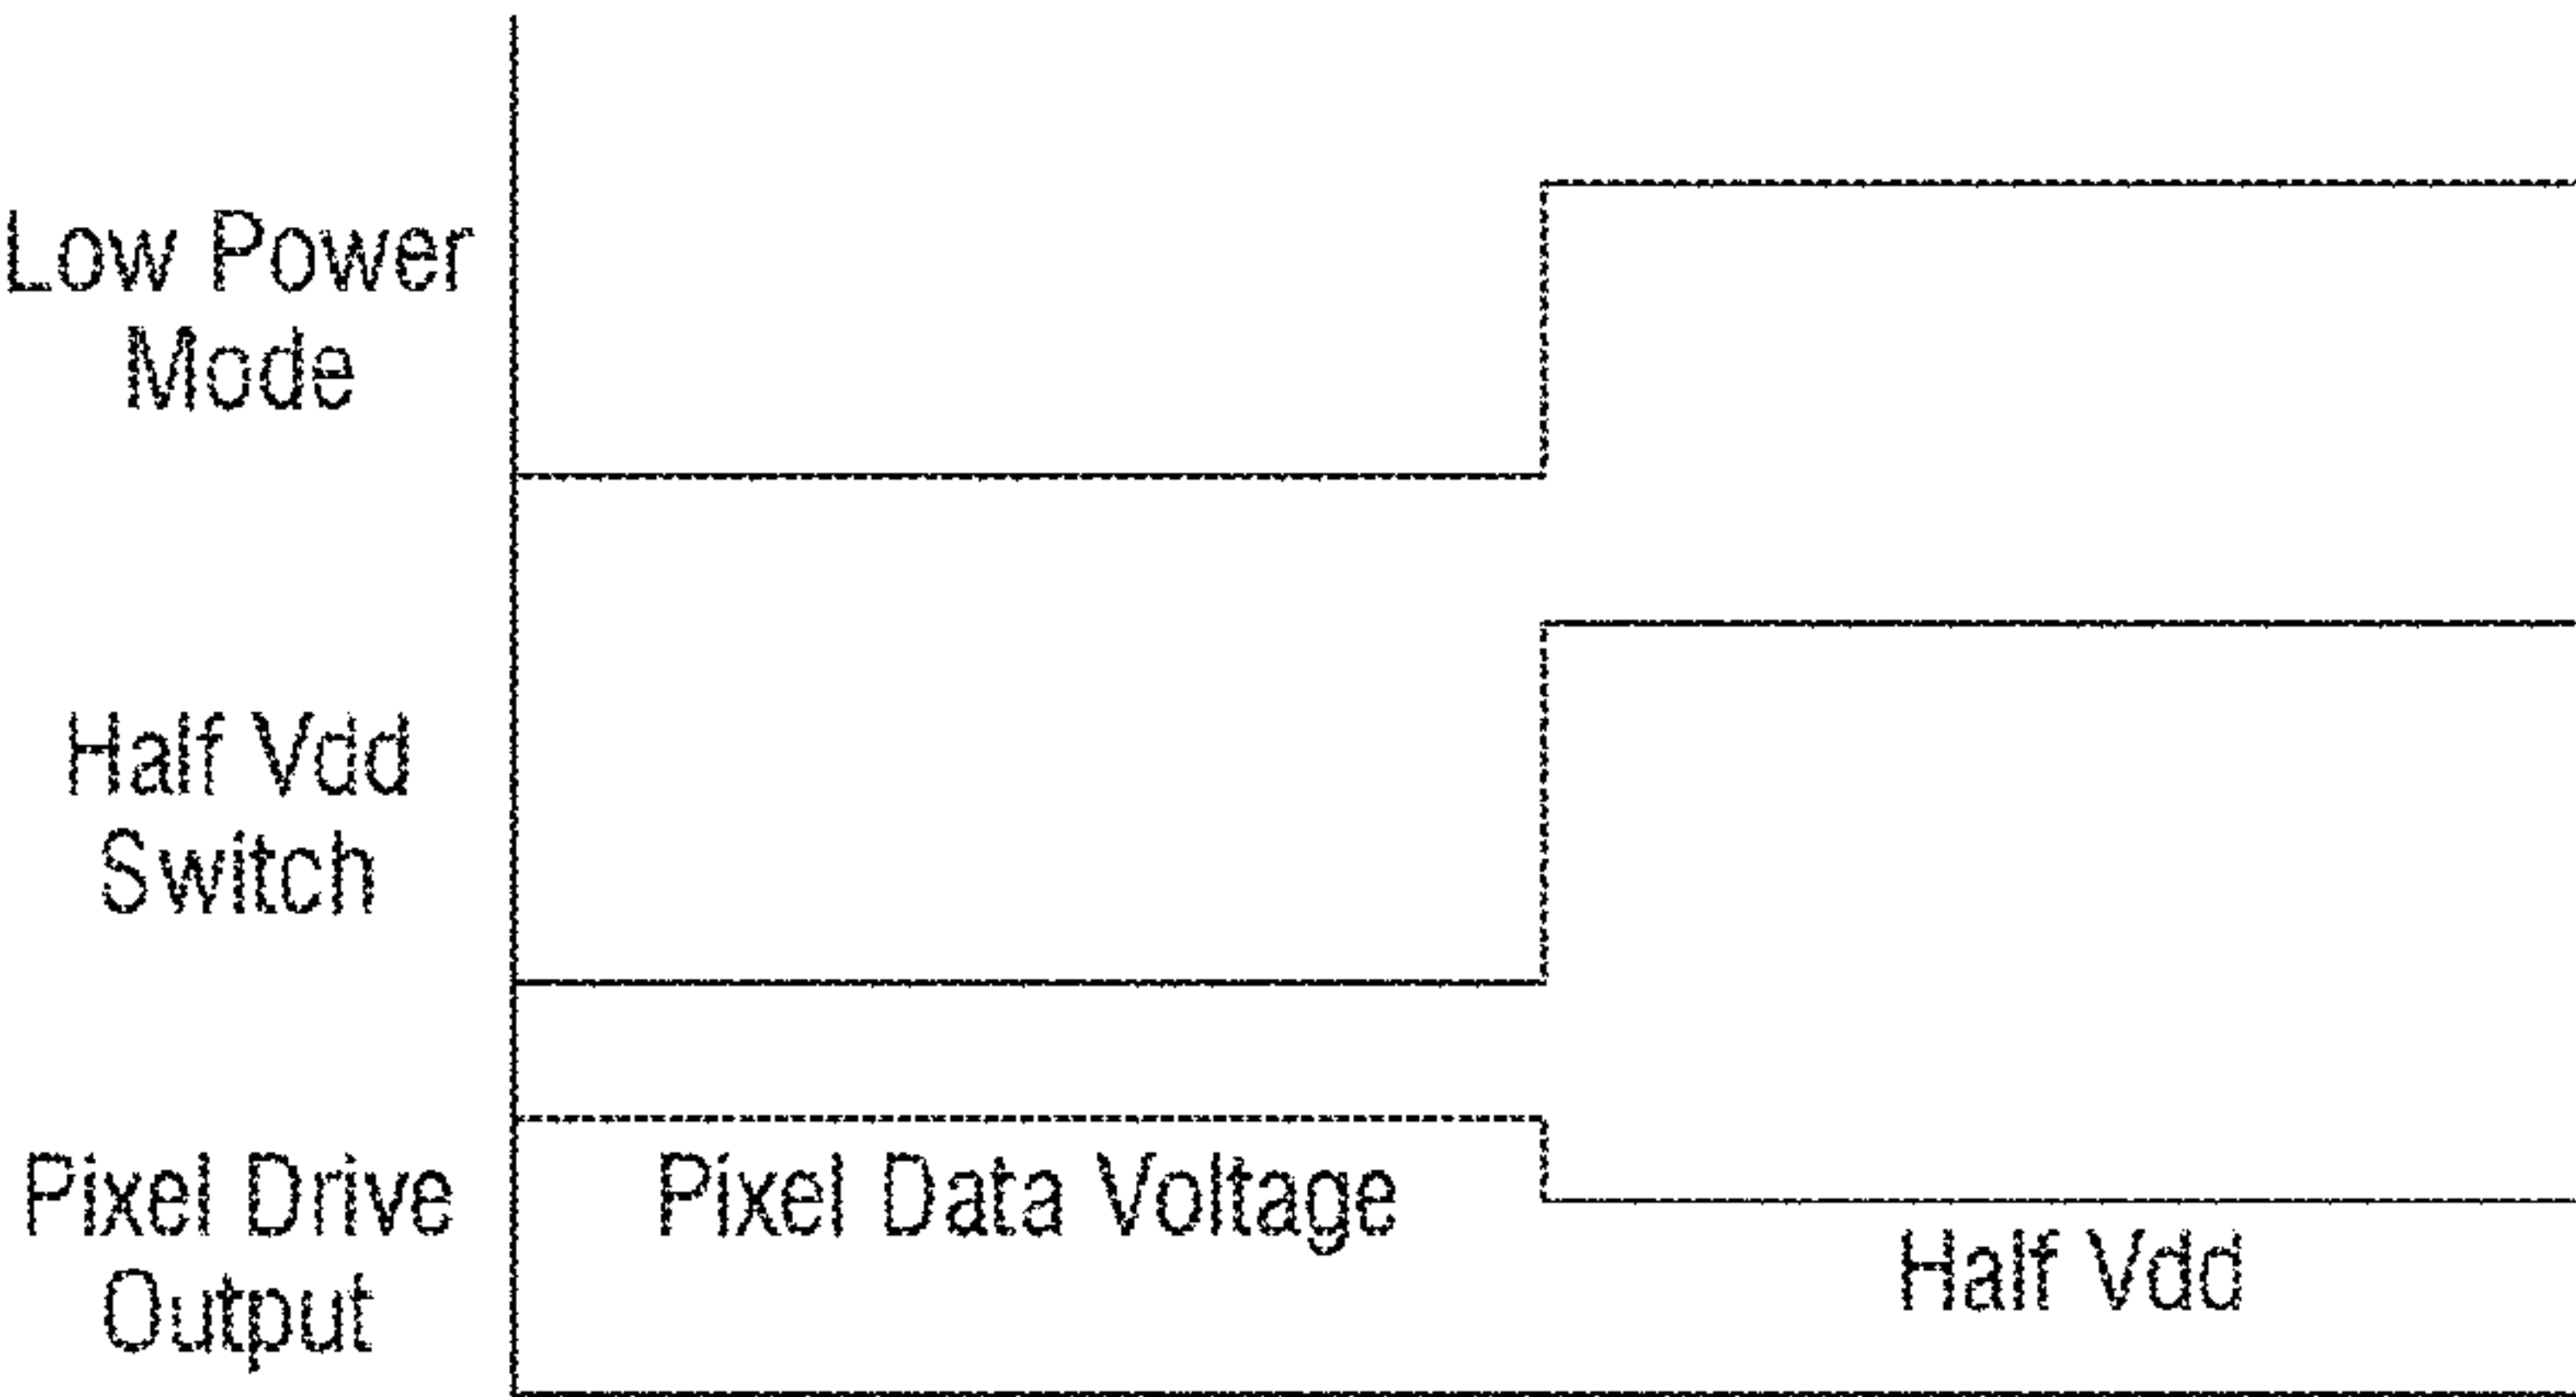 Low Power
Mode
Half Vdd
Switch
Pixel Drive
Output
Pixel Data Voltage
Half Vdd